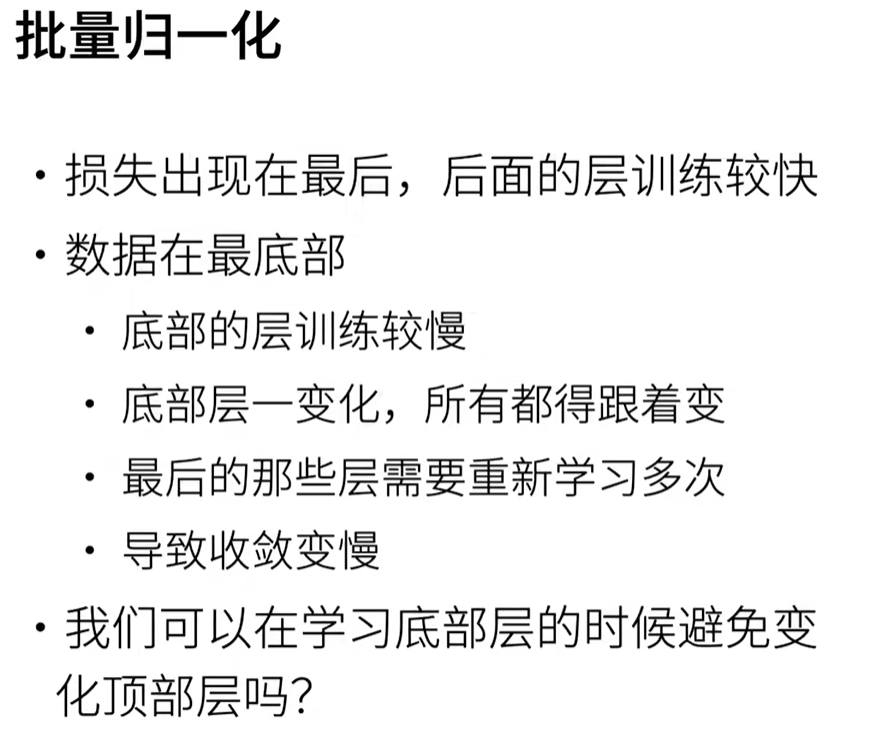 批量归一化
• 损失出现在最后，后面的层训练较快
• 数据在最底部
• 底部的层训练较慢
• 底部层一变化，所有都得跟着变
• 最后的那些层需要重新学习多次
• 导致收敛变慢
• 我们可以在学习底部层的时候避免变
化顶部层吗？